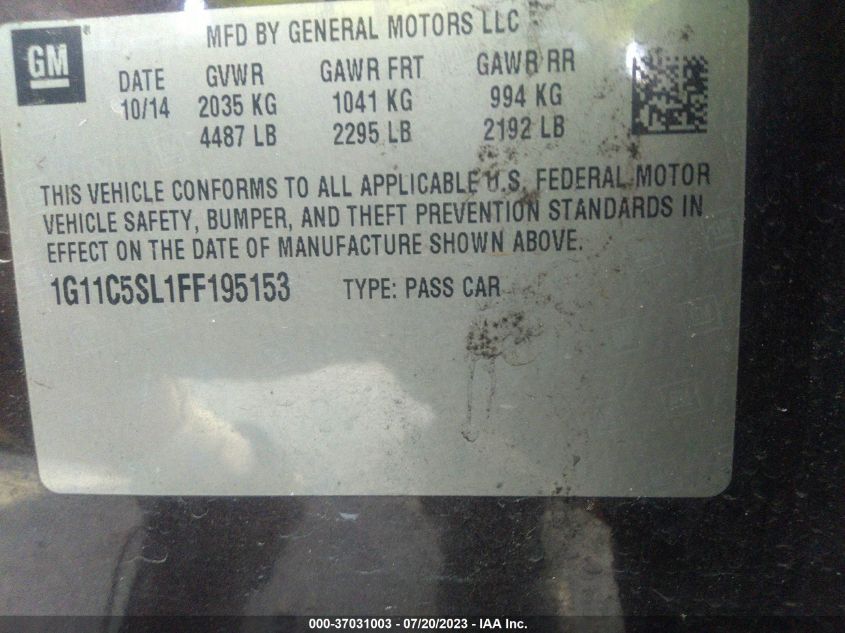 MFD BY GENERAL MOTORS LLC
GM ®
DATE GVWR GAWR FRT GAWR RR
10/14 2035 KG 1041 KG 994 KG
4487 LB 2295 LB 2192 LB
THIS VEHICLE CONFORMS TO ALL APPLICABLE U.S. FEDERAL MOTOR
VEHICLE SAFETY, BUMPER, AND THEFT PREVENTION STANDARDS IN
EFFECT ON THE DATE OF MANUFACTURE SHOWN ABOVE.
1G11C5SL1FF195153 TYPE: PASS CAR
000-37031003 - 07/20/2023 - IAA Inc.